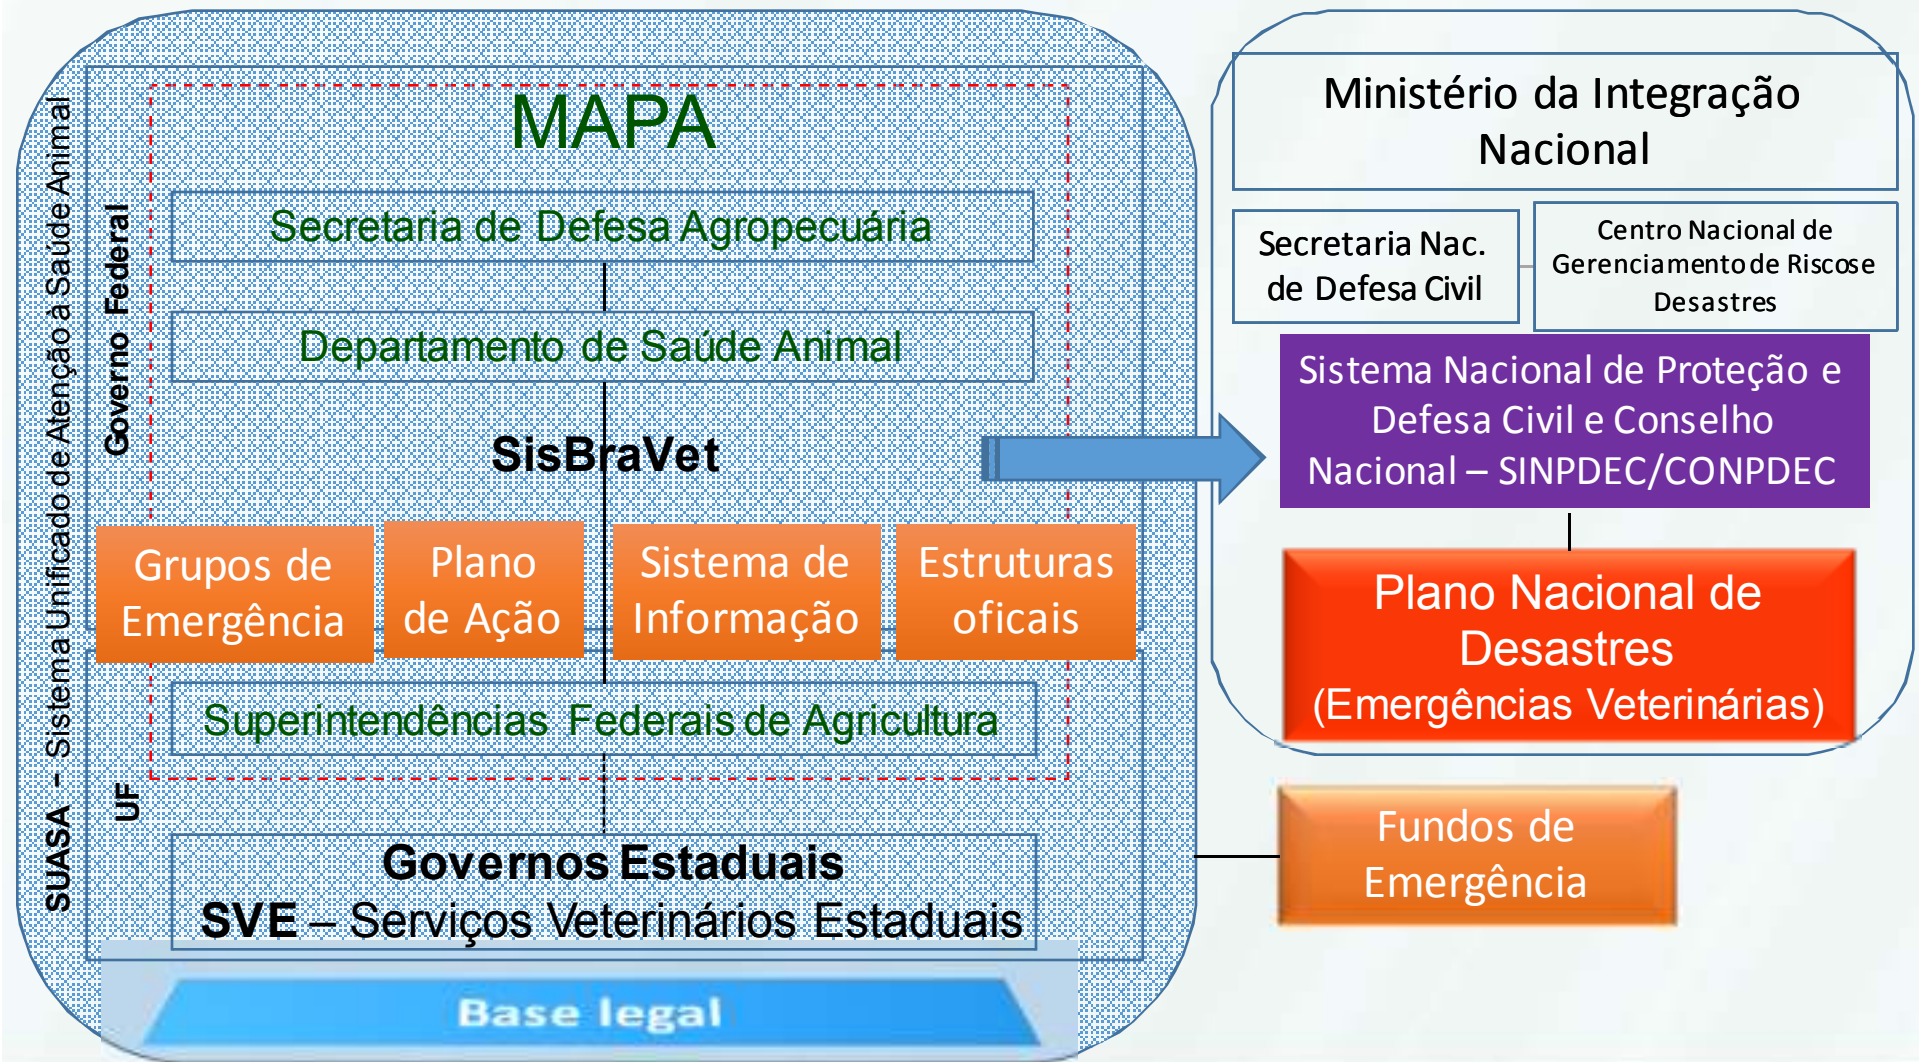 SUASA – Sistema Unificado de Atenção à Saúde Animal
Governo Federal
UF
MAPA
Secretaria de Defesa Agropecuária
Departamento de Saúde Animal
SisBraVet
Grupos de
Emergência
Plano
de Ação
Sistema de
Informação
Estruturas
oficais
Superintendências Federais de Agricultura
Governos Estaduais
SVE – Serviços Veterinários Estaduais
Base legal
Ministério da Integração
Nacional
Secretaria Nac.
de Defesa Civil
Centro Nacional de
Gerenciamento de Riscos e
Desastres
Sistema Nacional de Proteção e
Defesa Civil e Conselho
Nacional – SINPDEC/CONPDEC
Plano Nacional de
Desastres
(Emergências Veterinárias)
Fundos de
Emergência